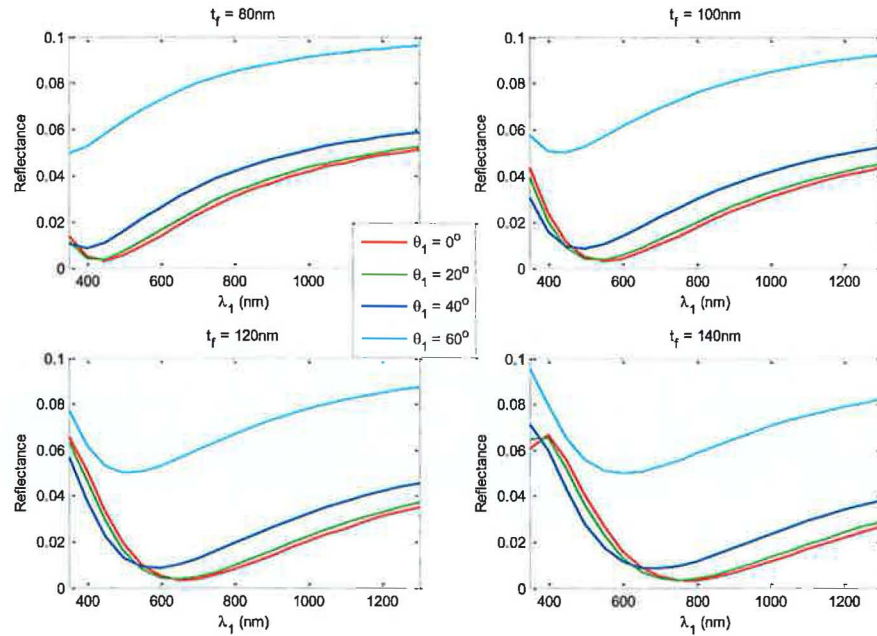 t_f = 80nm
0.1
0.08
0.06
0.04
0.02
0
Reflectance
400 600 800 1000 1200
λ_1 (nm)
t_f = 100nm
0.1
0.08
0.06
0.04
0.02
0
Reflectance
400 600 800 1000 1200
λ_1 (nm)
θ_1 = 0°
θ_1 = 20°
θ_1 = 40°
θ_1 = 60°
t_f = 120nm
0.1
0.08
0.06
0.04
0.02
0
Reflectance
400 600 800 1000 1200
λ_1 (nm)
t_f = 140nm
0.1
0.08
0.06
0.04
0.02
0
Reflectance
400 600 800 1000 1200
λ_1 (nm)